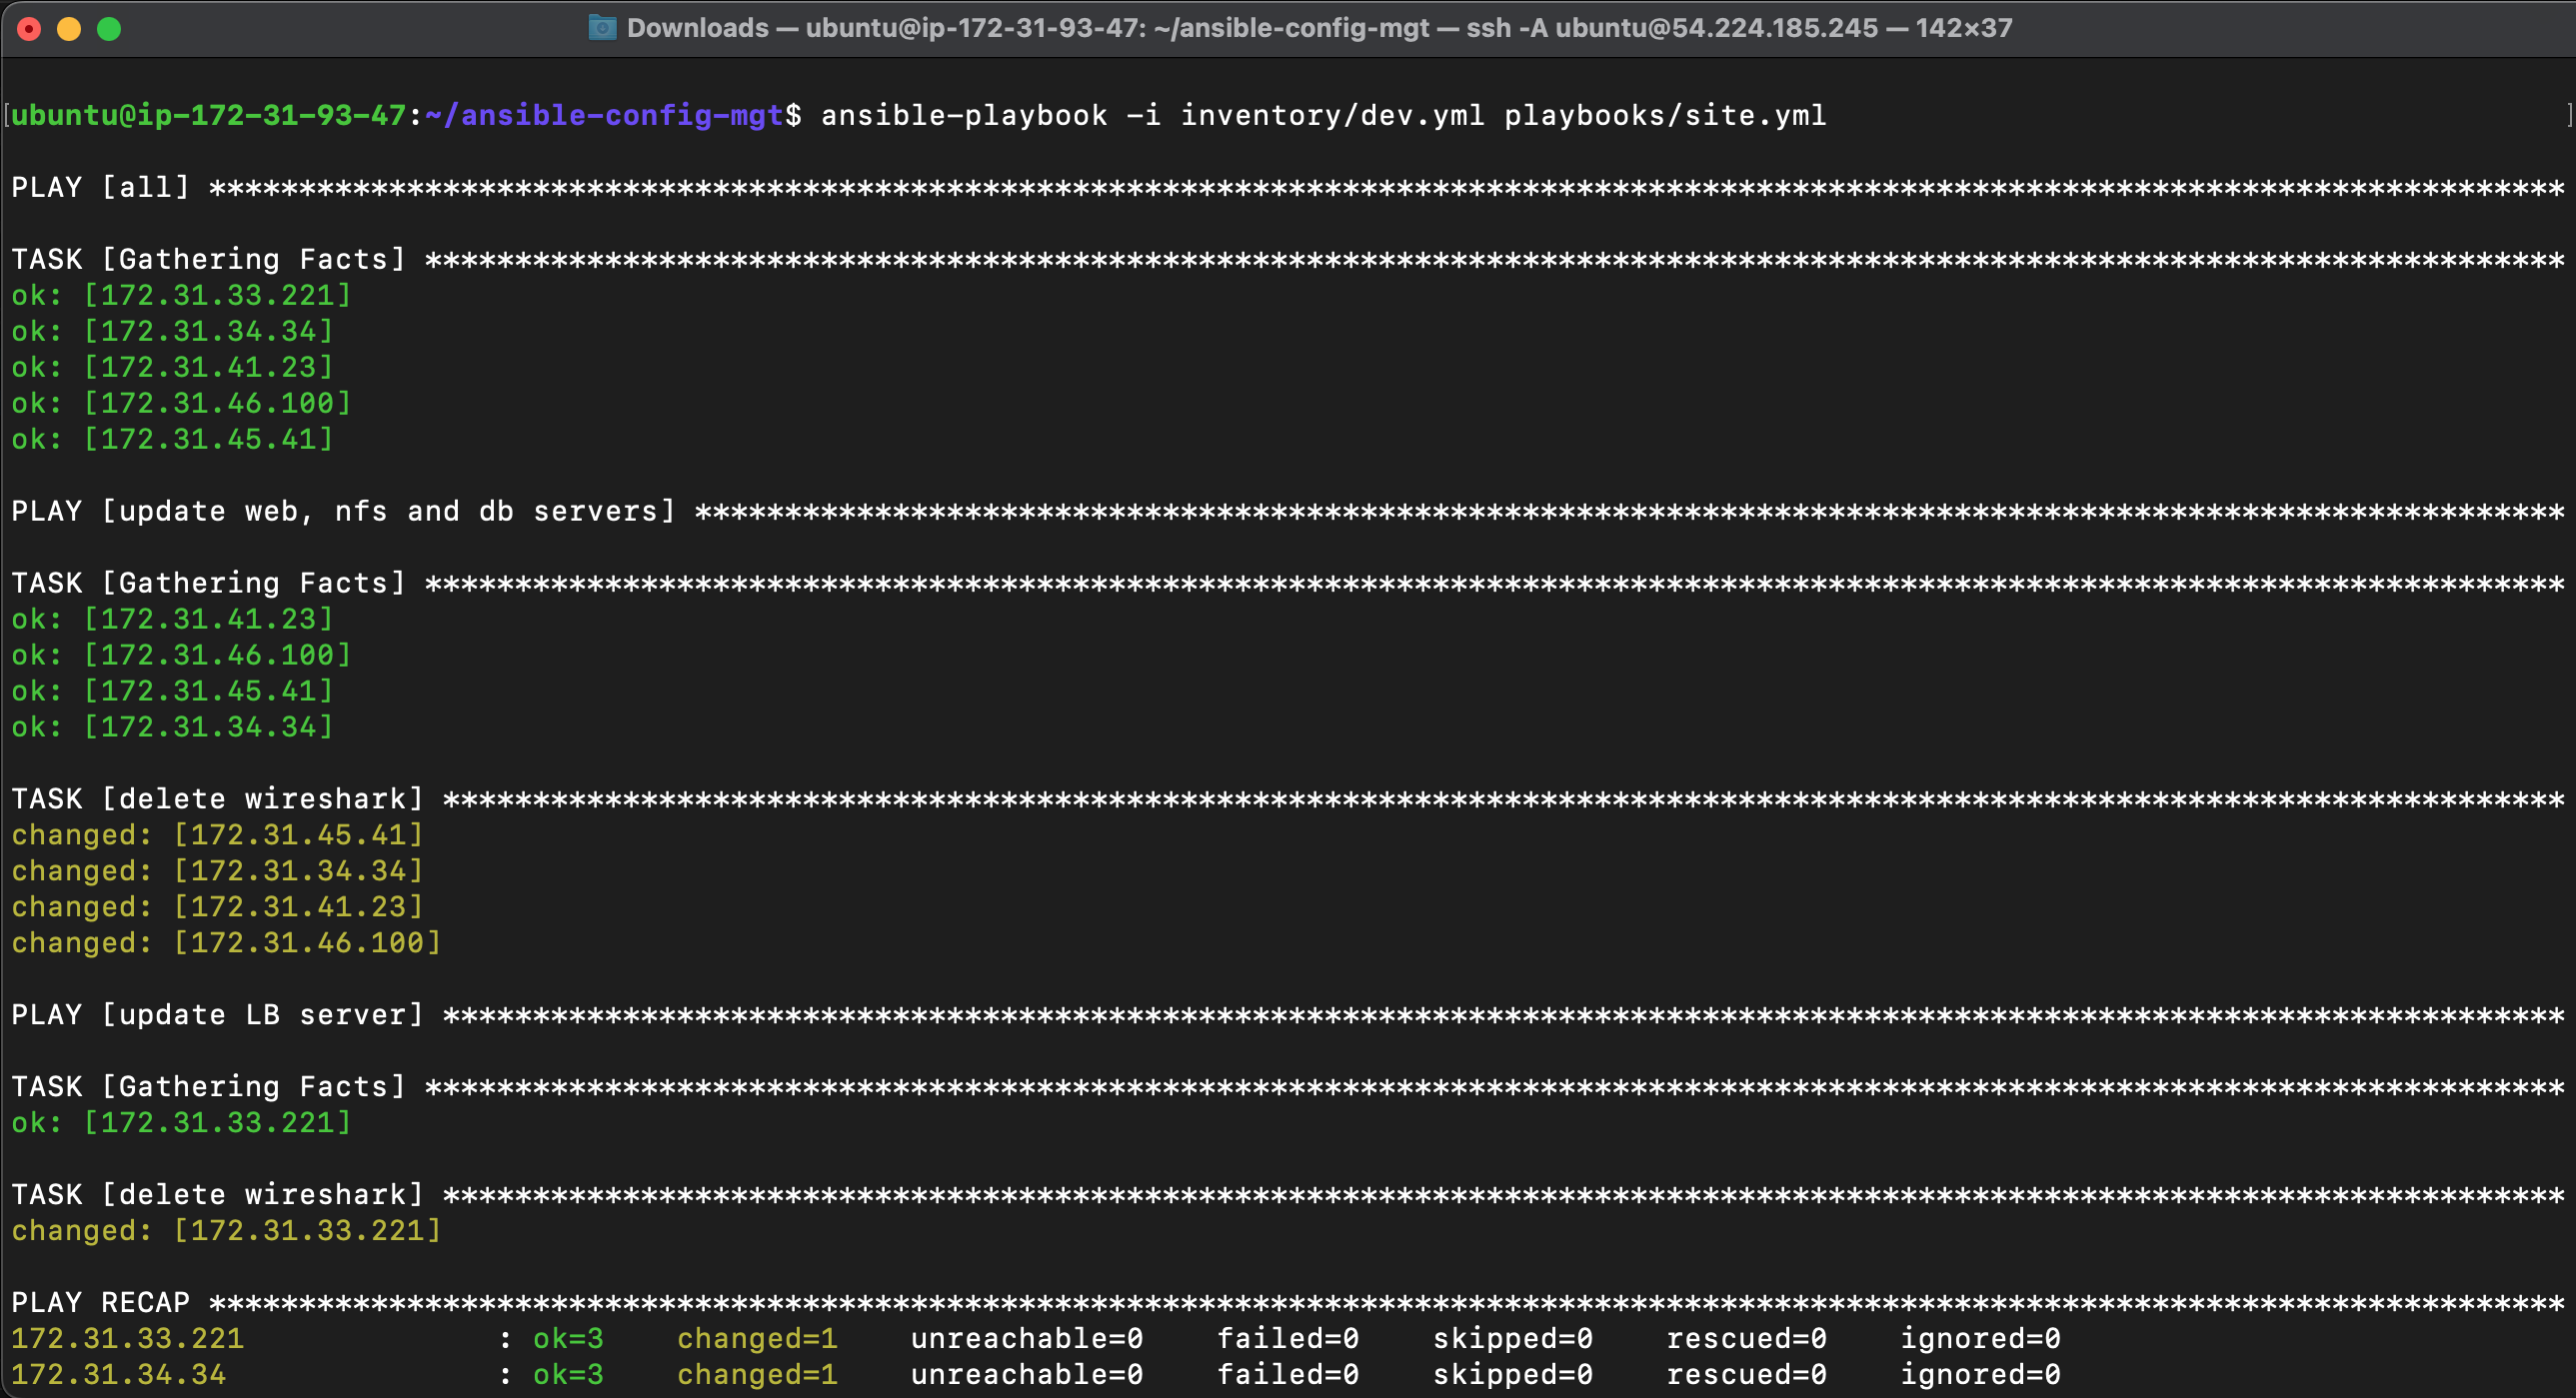 Downloads — ubuntu@ip-172-31-93-47: ~/ansible-config-mgt — ssh -A ubuntu@54.224.185.245 — 142×37
[ubuntu@ip-172-31-93-47:~/ansible-config-mgt$ ansible-playbook -i inventory/dev.yml playbooks/site.yml ]
PLAY [all] ***********************************************************************************************************************************
TASK [Gathering Facts] ***********************************************************************************************************************
ok: [172.31.33.221]
ok: [172.31.34.34]
ok: [172.31.41.23]
ok: [172.31.46.100]
ok: [172.31.45.41]
PLAY [update web, nfs and db servers] ********************************************************************************************************
TASK [Gathering Facts] ***********************************************************************************************************************
ok: [172.31.41.23]
ok: [172.31.46.100]
ok: [172.31.45.41]
ok: [172.31.34.34]
TASK [delete wireshark] **********************************************************************************************************************
changed: [172.31.45.41]
changed: [172.31.34.34]
changed: [172.31.41.23]
changed: [172.31.46.100]
PLAY [update LB server] **********************************************************************************************************************
TASK [Gathering Facts] ***********************************************************************************************************************
ok: [172.31.33.221]
TASK [delete wireshark] **********************************************************************************************************************
changed: [172.31.33.221]
PLAY RECAP ***********************************************************************************************************************************
172.31.33.221 : ok=3 changed=1 unreachable=0 failed=0 skipped=0 rescued=0 ignored=0
172.31.34.34 : ok=3 changed=1 unreachable=0 failed=0 skipped=0 rescued=0 ignored=0